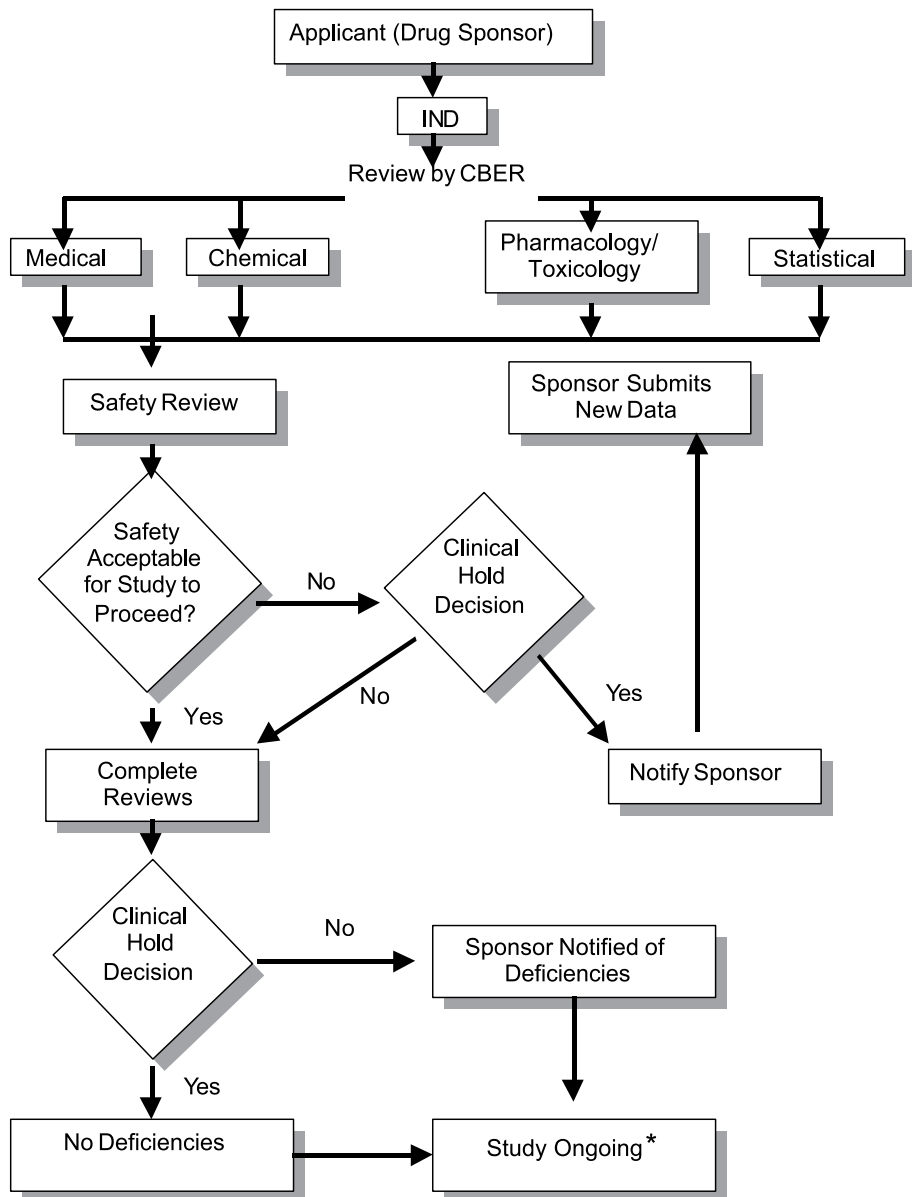 Applicant (Drug Sponsor)
IND
Review by CBER
Medical
Chemical
Pharmacology/
Toxicology
Statistical
Safety Review
Sponsor Submits
New Data
Safety
Acceptable
for Study to
Proceed?
No
Clinical
Hold
Decision
No
Yes
Yes
Complete
Reviews
Notify Sponsor
Clinical
Hold
Decision
No
Sponsor Notified of
Deficiencies
Yes
No Deficiencies
Study Ongoing*